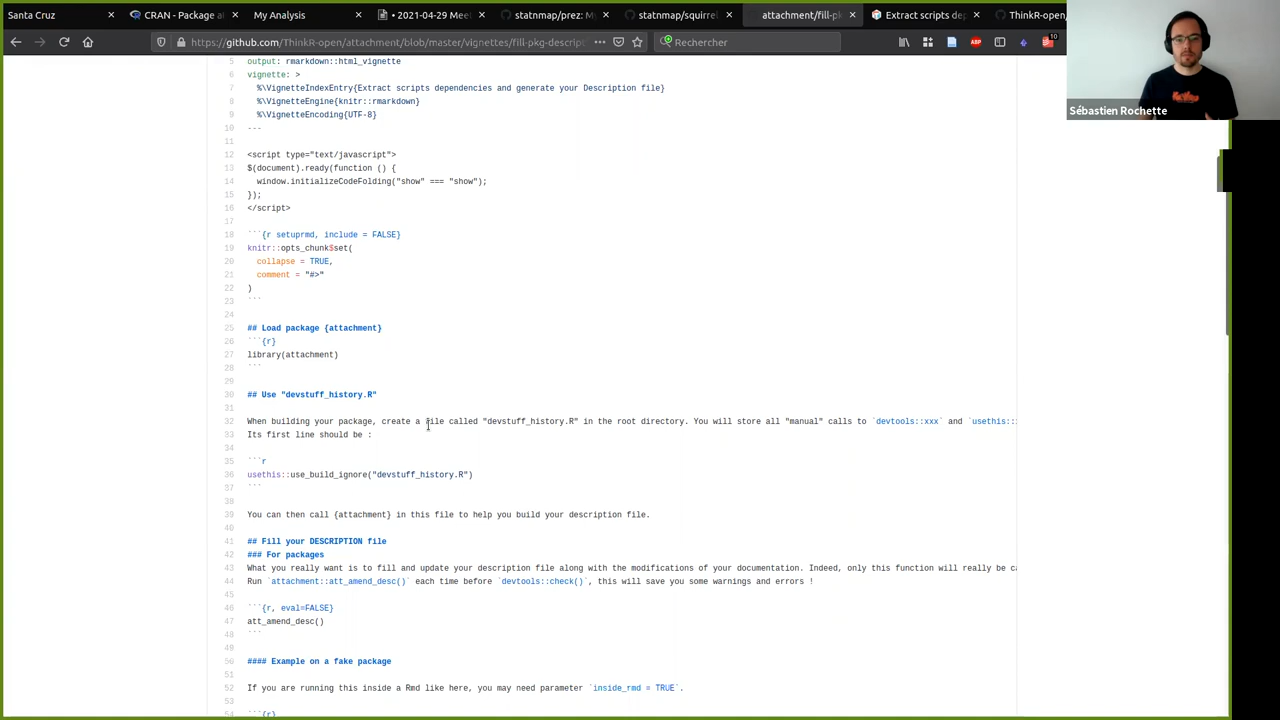 Santa Cruz
CRAN - Package a
My Analysis
• 2021-04-29 Mee
statnmap/prez: M
statnmap/squirre
attachment/fill-p
Extract scripts dep
ThinkR-open/
https://github.com/ThinkR-open/attachment/blob/master/vignettes/fill-pkg-descrip
Rechercher
ABP
10
Sébastien Rochette
5 output: rmarkdown::html_vignette
6 vignette: >
7 %\VignetteIndexEntry{Extract scripts dependencies and generate your Description file}
8 %\VignetteEngine{knitr::rmarkdown}
9 %\VignetteEncoding{UTF-8}
10 ---
11
12 <script type="text/javascript">
13 $(document).ready(function () {
14 window.initializeCodeFolding("show" === "show");
15 });
16 </script>
17
18 ```{r setuprmd, include = FALSE}
19 knitr::opts_chunk$set(
20 collapse = TRUE,
21 comment = "#>"
22 )
23 ```
24
25 ## Load package {attachment}
26 ```{r}
27 library(attachment)
28 ```
29
30 ## Use "devstuff_history.R"
31
32 When building your package, create a file called "devstuff_history.R" in the root directory. You will store all "manual" calls to `devtools::xxx` and `usethis::
33 Its first line should be :
34
35 ```r
36 usethis::use_build_ignore("devstuff_history.R")
37 ```
38
39 You can then call {attachment} in this file to help you build your description file.
40
41 ## Fill your DESCRIPTION file
42 ### For packages
43 What you really want is to fill and update your description file along with the modifications of your documentation. Indeed, only this function will really be ca
44 Run `attachment::att_amend_desc()` each time before `devtools::check()`, this will save you some warnings and errors !
45
46 ```{r, eval=FALSE}
47 att_amend_desc()
48 ```
49
50 #### Example on a fake package
51
52 If you are running this inside a Rmd like here, you may need parameter `inside_rmd = TRUE`.
53
54 ```{r}